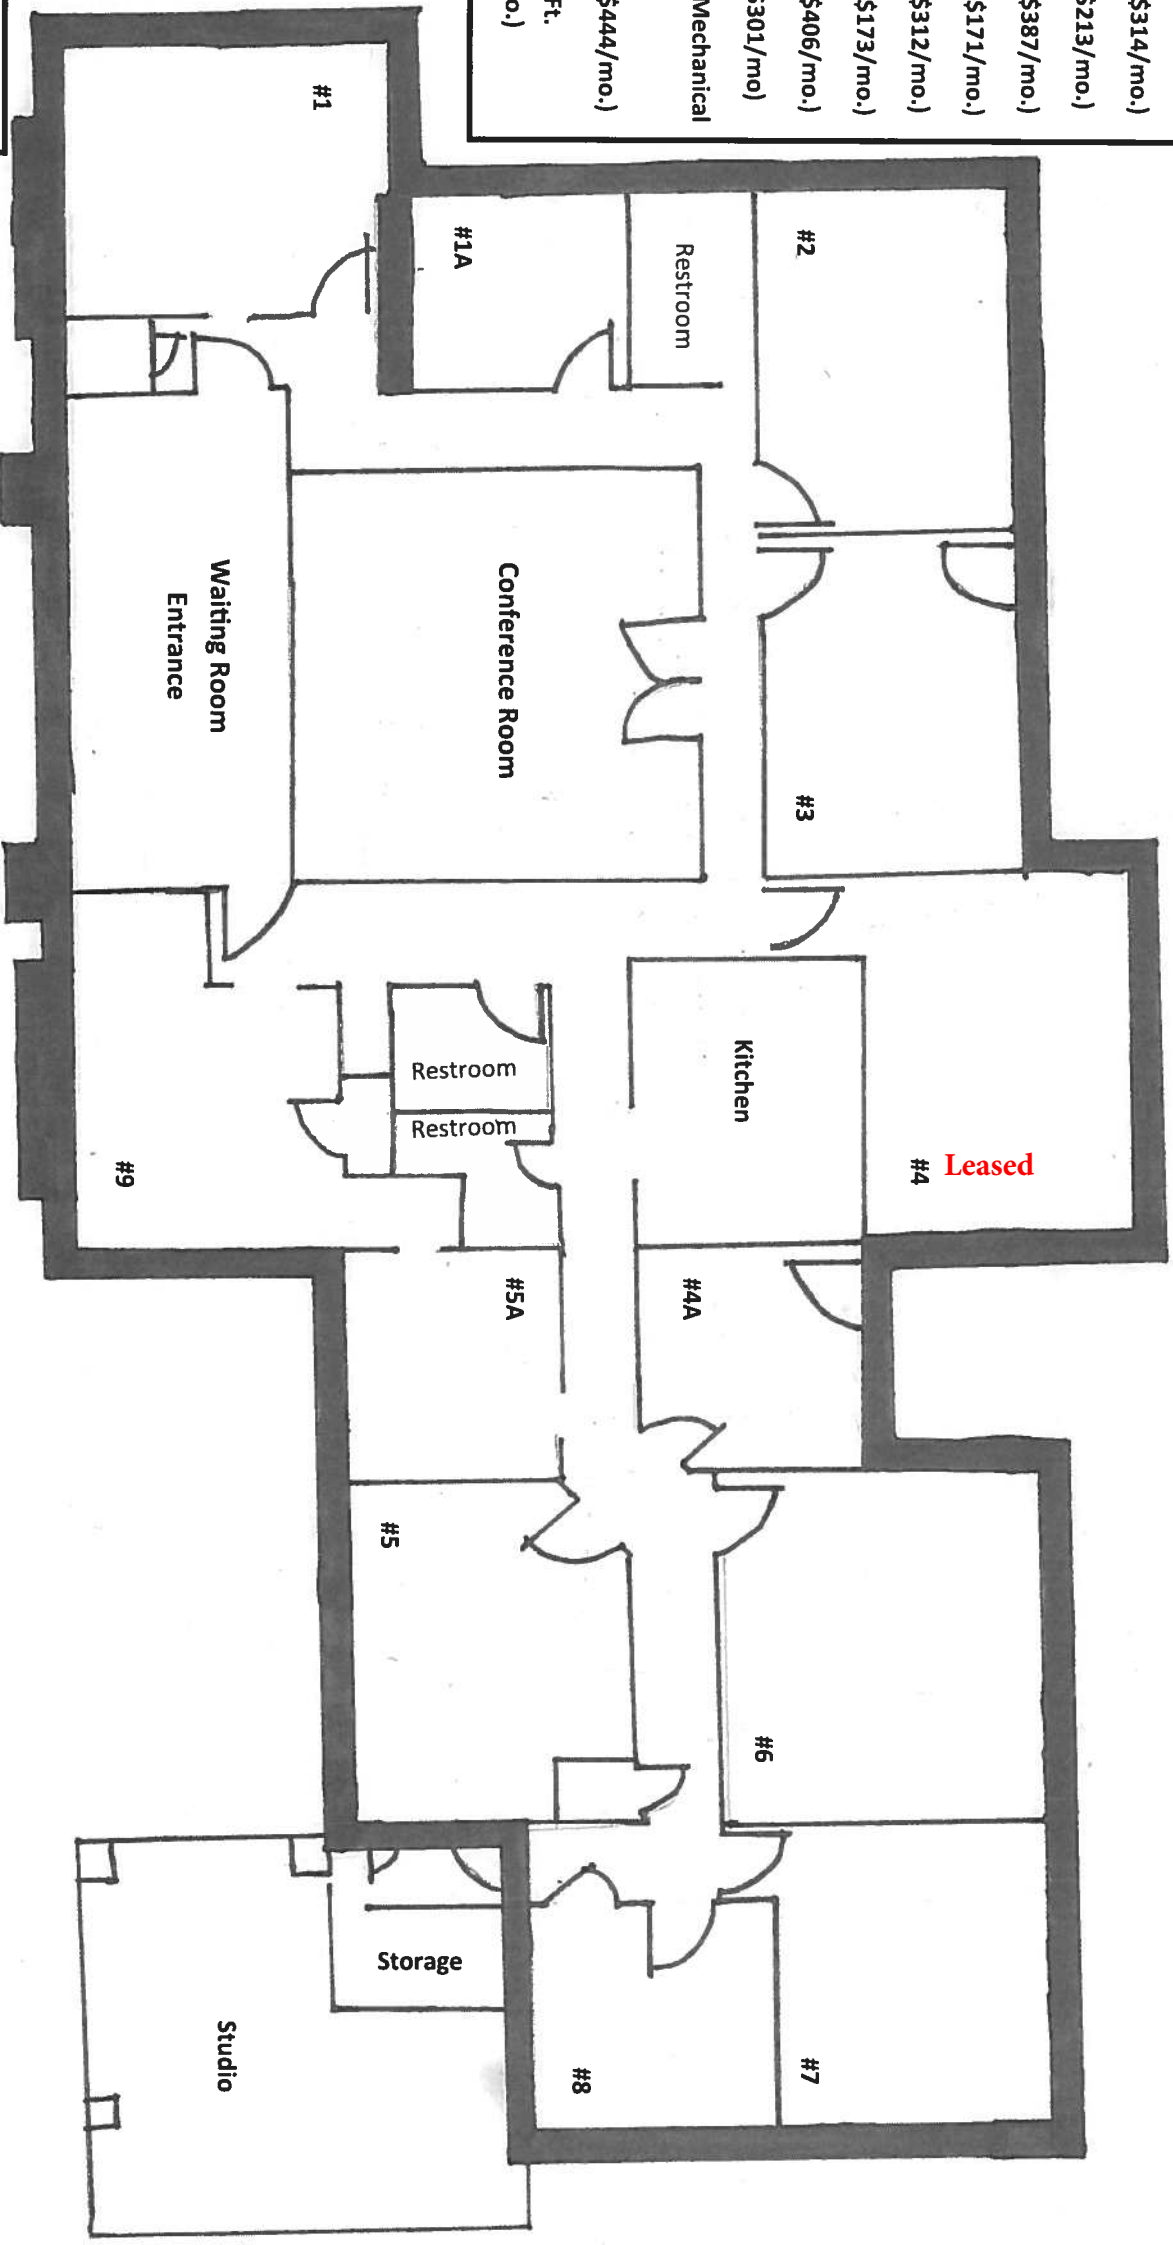 $314/mo.)
$213/mo.)
$387/mo.)
$171/mo.)
$312/mo.)
$173/mo.)
$406/mo.)
$301/mo)
Mechanical
$444/mo.)
Ft.
o.)
#1
#1A
Restroom
#2
#3
Conference Room
Waiting Room
Entrance
#4
Leased
Kitchen
Restroom
Restroom
#9
#5A
#4A
#5
#6
Storage
Studio
#8
#7